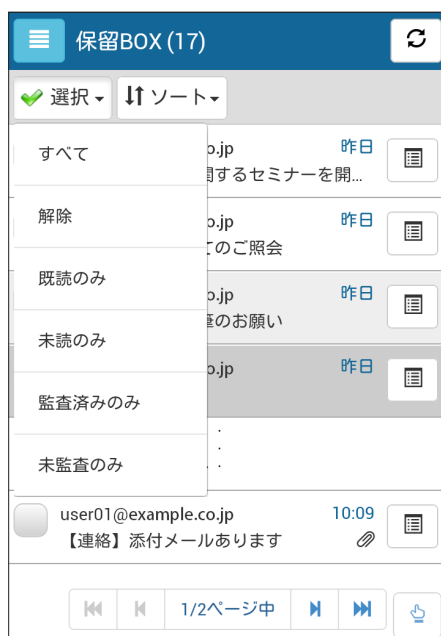 保留BOX (17)
選択
ソート
すべて
解除
既読のみ
未読のみ
監査済みのみ
未監査のみ
o.jp 昨日
するセミナーを開...
o.jp 昨日
てのご照会
o.jp 昨日
筆のお願い
o.jp 昨日
user01@example.co.jp 10:09
【連絡】添付メールあります
1/2ページ中